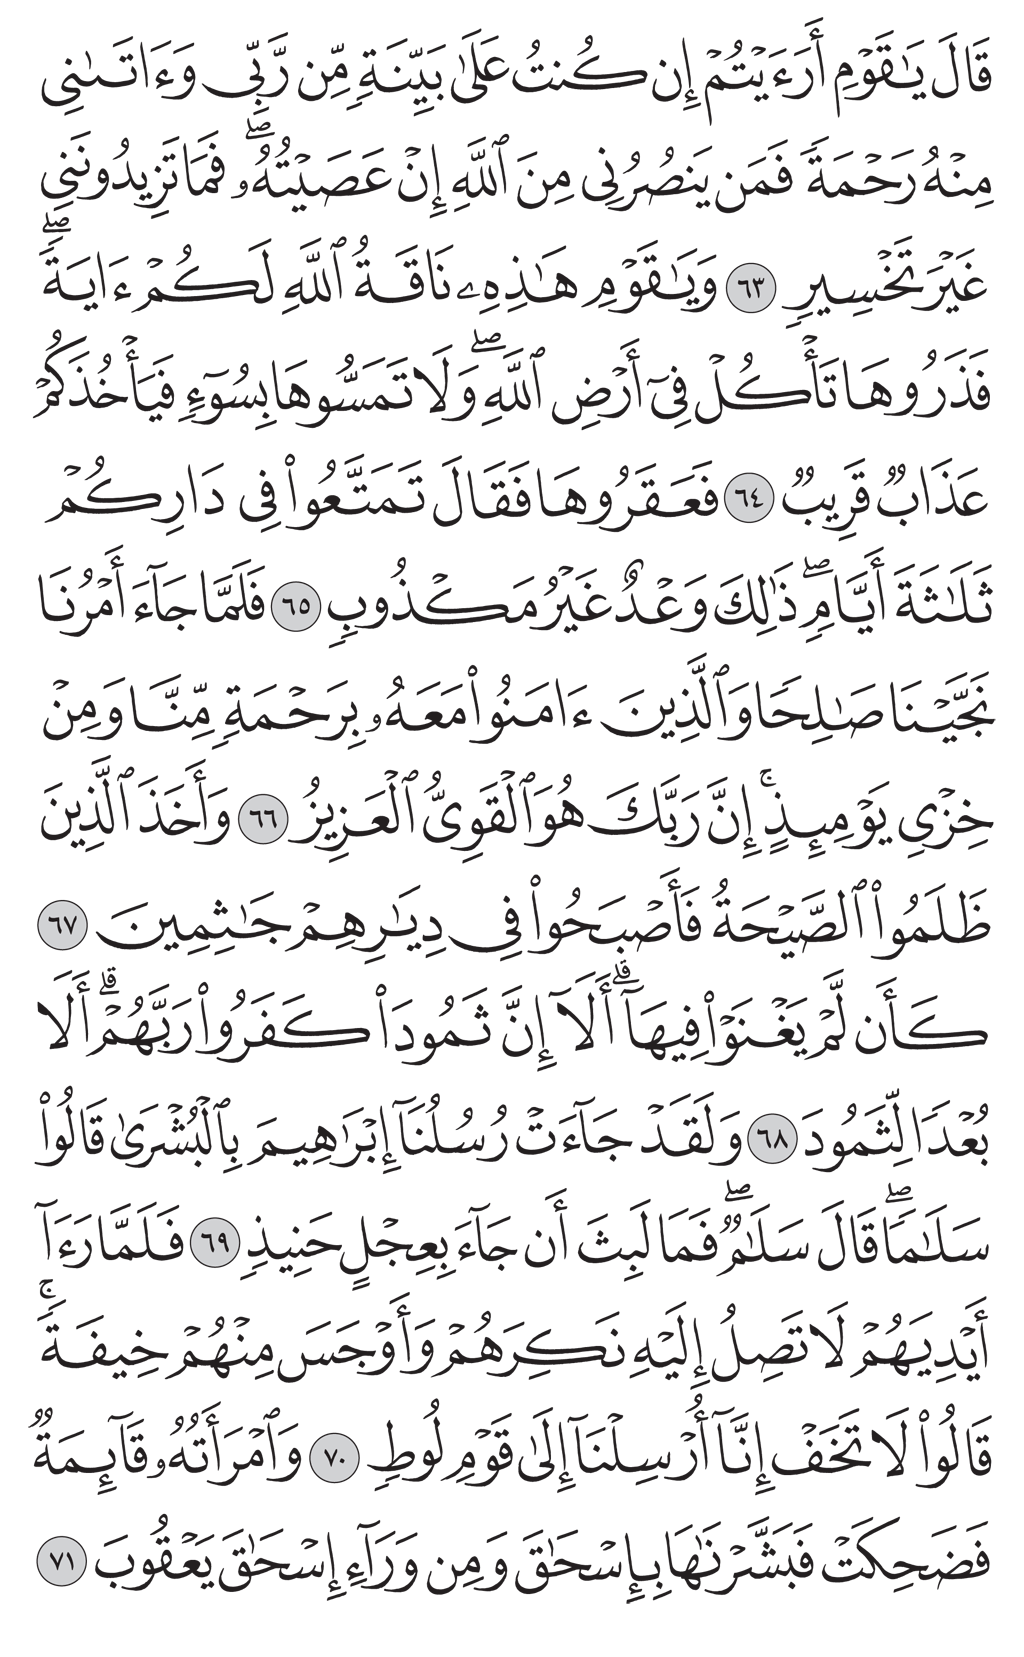 قَالَ يَـٰقَوْمِ أَرَءَيْتُمْ إِن كُنتُ عَلَىٰ بَيِّنَةٍ مِّن رَّبِّى وَءَاتَىٰنِى
مِنْهُ رَحْمَةً فَمَن يَنصُرُنِى مِنَ ٱللَّهِ إِنْ عَصَيْتُهُۥ ۖ فَمَا تَزِيدُونَنِى
غَيْرَ تَخْسِيرٍ ٦٣ وَيَـٰقَوْمِ هَـٰذِهِۦ نَاقَةُ ٱللَّهِ لَكُمْ ءَايَةً ۖ
فَذَرُوهَا تَأْكُلْ فِىٓ أَرْضِ ٱللَّهِ ۖ وَلَا تَمَسُّوهَا بِسُوٓءٍ فَيَأْخُذَكُمْ
عَذَابٌ قَرِيبٌ ٦٤ فَعَقَرُوهَا فَقَالَ تَمَتَّعُوا۟ فِى دَارِكُمْ
ثَلَـٰثَةَ أَيَّامٍ ۖ ذَٰلِكَ وَعْدٌ غَيْرُ مَكْذُوبٍ ٦٥ فَلَمَّا جَآءَ أَمْرُنَا
نَجَّيْنَا صَـٰلِحًا وَٱلَّذِينَ ءَامَنُوا۟ مَعَهُۥ بِرَحْمَةٍ مِّنَّا وَمِنْ
خِزْىِ يَوْمِئِذٍ ۚ إِنَّ رَبَّكَ هُوَ ٱلْقَوِىُّ ٱلْعَزِيزُ ٦٦ وَأَخَذَ ٱلَّذِينَ
ظَلَمُوا۟ ٱلصَّيْحَةُ فَأَصْبَحُوا۟ فِى دِيَـٰرِهِمْ جَـٰثِمِينَ ٦٧
كَأَن لَّمْ يَغْنَوْا۟ فِيهَآ ۗ أَلَآ إِنَّ ثَمُودَا۟ كَفَرُوا۟ رَبَّهُمْ ۗ أَلَا
بُعْدًا لِّثَمُودَ ٦٨ وَلَقَدْ جَآءَتْ رُسُلُنَآ إِبْرَٰهِيمَ بِٱلْبُشْرَىٰ قَالُوا۟
سَلَـٰمًا ۖ قَالَ سَلَـٰمٌ ۖ فَمَا لَبِثَ أَن جَآءَ بِعِجْلٍ حَنِيذٍ ٦٩ فَلَمَّا رَءَآ
أَيْدِيَهُمْ لَا تَصِلُ إِلَيْهِ نَكِرَهُمْ وَأَوْجَسَ مِنْهُمْ خِيفَةً ۚ
قَالُوا۟ لَا تَخَفْ إِنَّآ أُرْسِلْنَآ إِلَىٰ قَوْمِ لُوطٍ ٧٠ وَٱمْرَأَتُهُۥ قَآئِمَةٌ
فَضَحِكَتْ فَبَشَّرْنَـٰهَا بِإِسْحَـٰقَ وَمِن وَرَآءِ إِسْحَـٰقَ يَعْقُوبَ ٧١